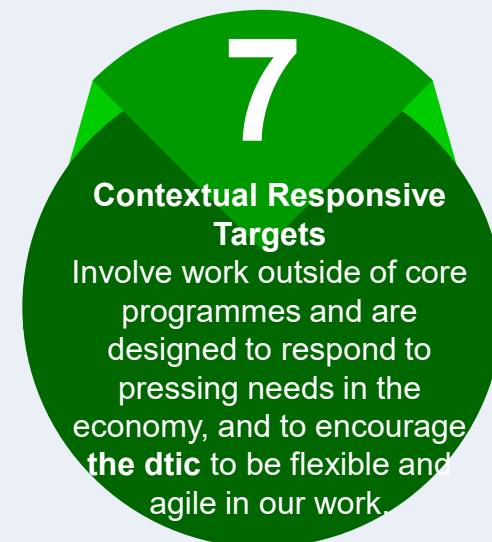 7
Contextual Responsive
Targets
Involve work outside of core
programmes and are
designed to respond to
pressing needs in the
economy, and to encourage
the dtic to be flexible and
agile in our work.